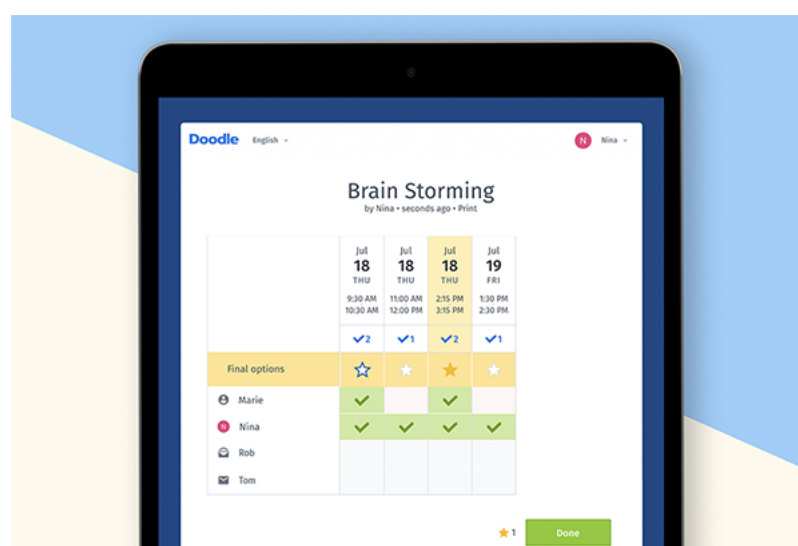 Doodle English
N Nina
Brain Storming
by Nina • seconds ago • Print
Jul Jul Jul Jul
18 18 18 19
THU THU THU FRI
9:30 AM 11:00 AM 2:15 PM 1:30 PM
10:30 AM 12:00 PM 3:15 PM 2:30 PM
2 1 2 1
Final options
Marie
N Nina
Rob
Tom
1 Done